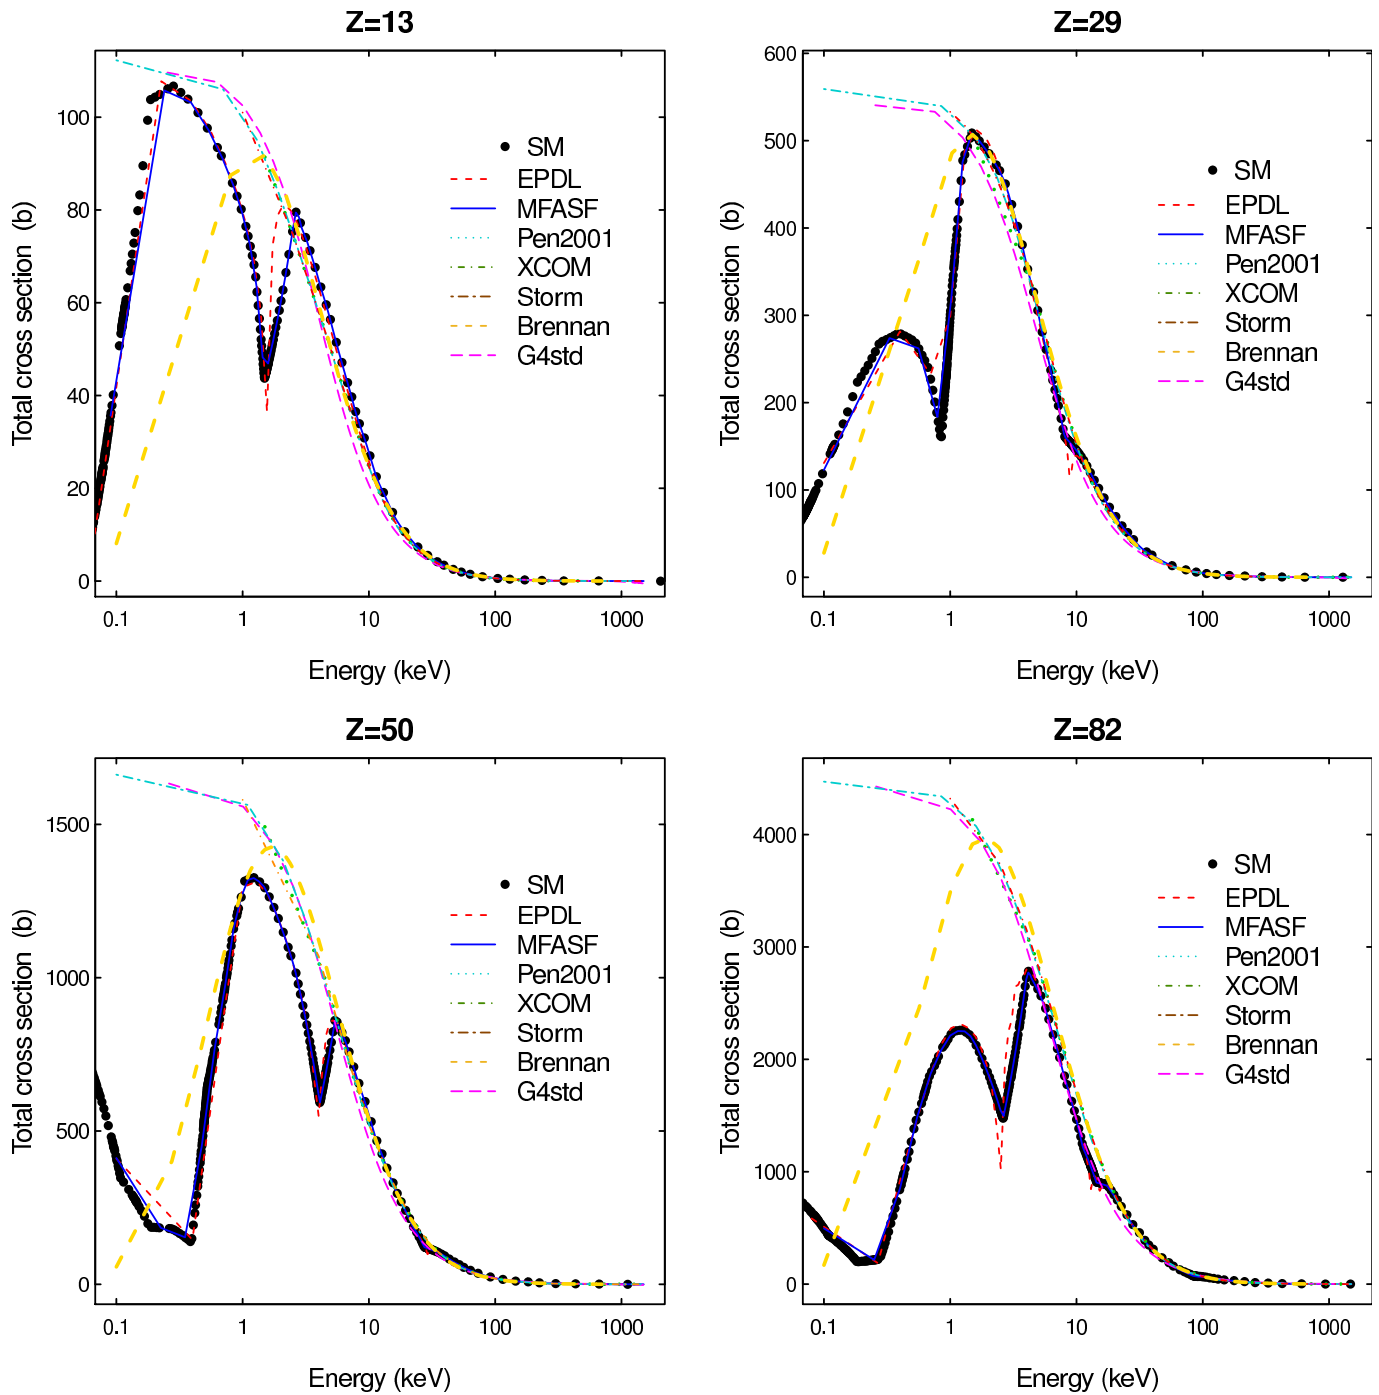 Z=13
Total cross section (b)
100
80
60
40
20
0
SM
EPDL
MFASF
Pen2001
XCOM
Storm
Brennan
G4std
0.1 1 10 100 1000
Energy (keV)
Z=29
Total cross section (b)
600
500
400
300
200
100
0
SM
EPDL
MFASF
Pen2001
XCOM
Storm
Brennan
G4std
0.1 1 10 100 1000
Energy (keV)
Z=50
Total cross section (b)
1500
1000
500
0
SM
EPDL
MFASF
Pen2001
XCOM
Storm
Brennan
G4std
0.1 1 10 100 1000
Energy (keV)
Z=82
Total cross section (b)
4000
3000
2000
1000
0
SM
EPDL
MFASF
Pen2001
XCOM
Storm
Brennan
G4std
0.1 1 10 100 1000
Energy (keV)